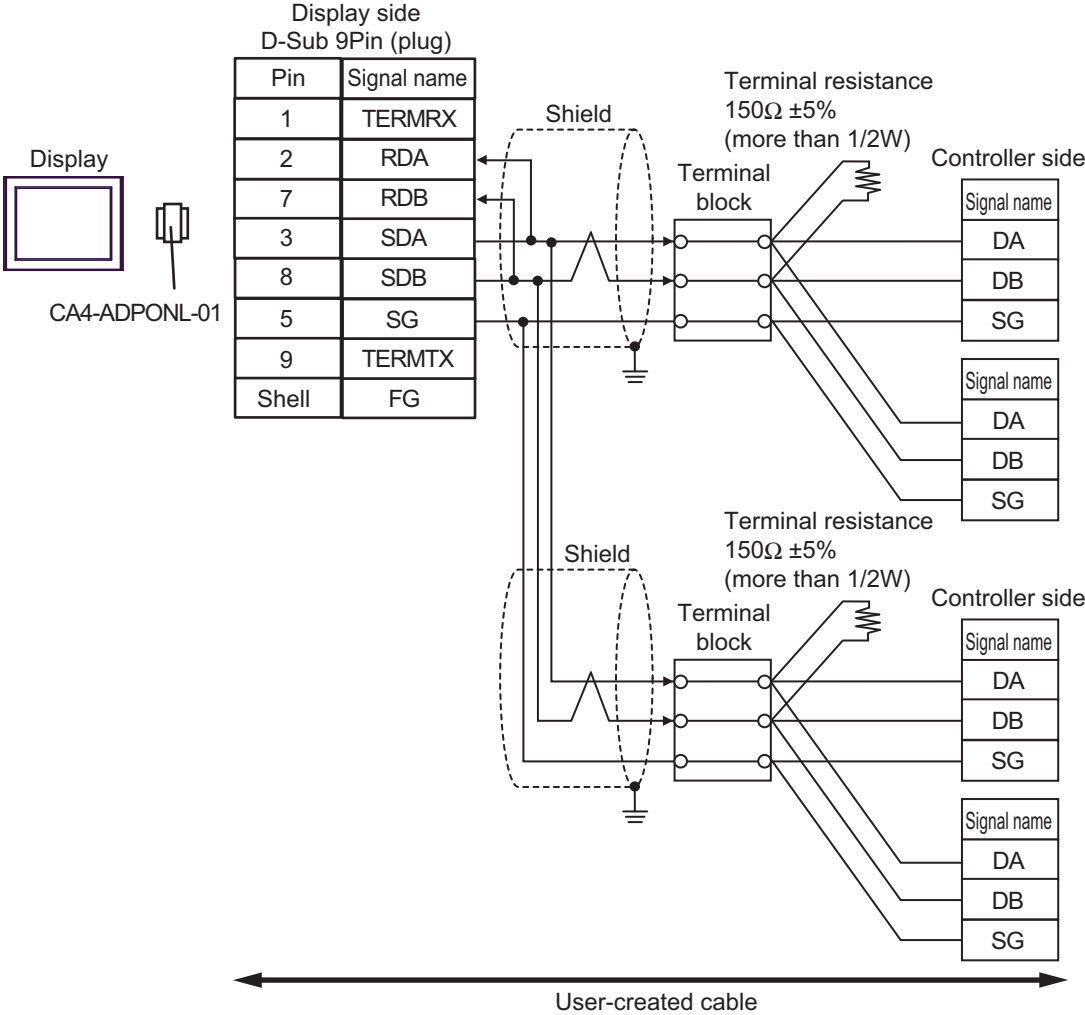 Display side
D-Sub 9Pin (plug)
Pin Signal name
1 TERMRX
2 RDA
7 RDB
3 SDA
8 SDB
5 SG
9 TERMTX
Shell FG
Display
CA4-ADPONL-01
Shield
Terminal resistance
150Ω ±5%
(more than 1/2W)
Terminal
block
Controller side
Signal name
DA
DB
SG
Signal name
DA
DB
SG
Shield
Terminal resistance
150Ω ±5%
(more than 1/2W)
Terminal
block
Controller side
Signal name
DA
DB
SG
Signal name
DA
DB
SG
User-created cable